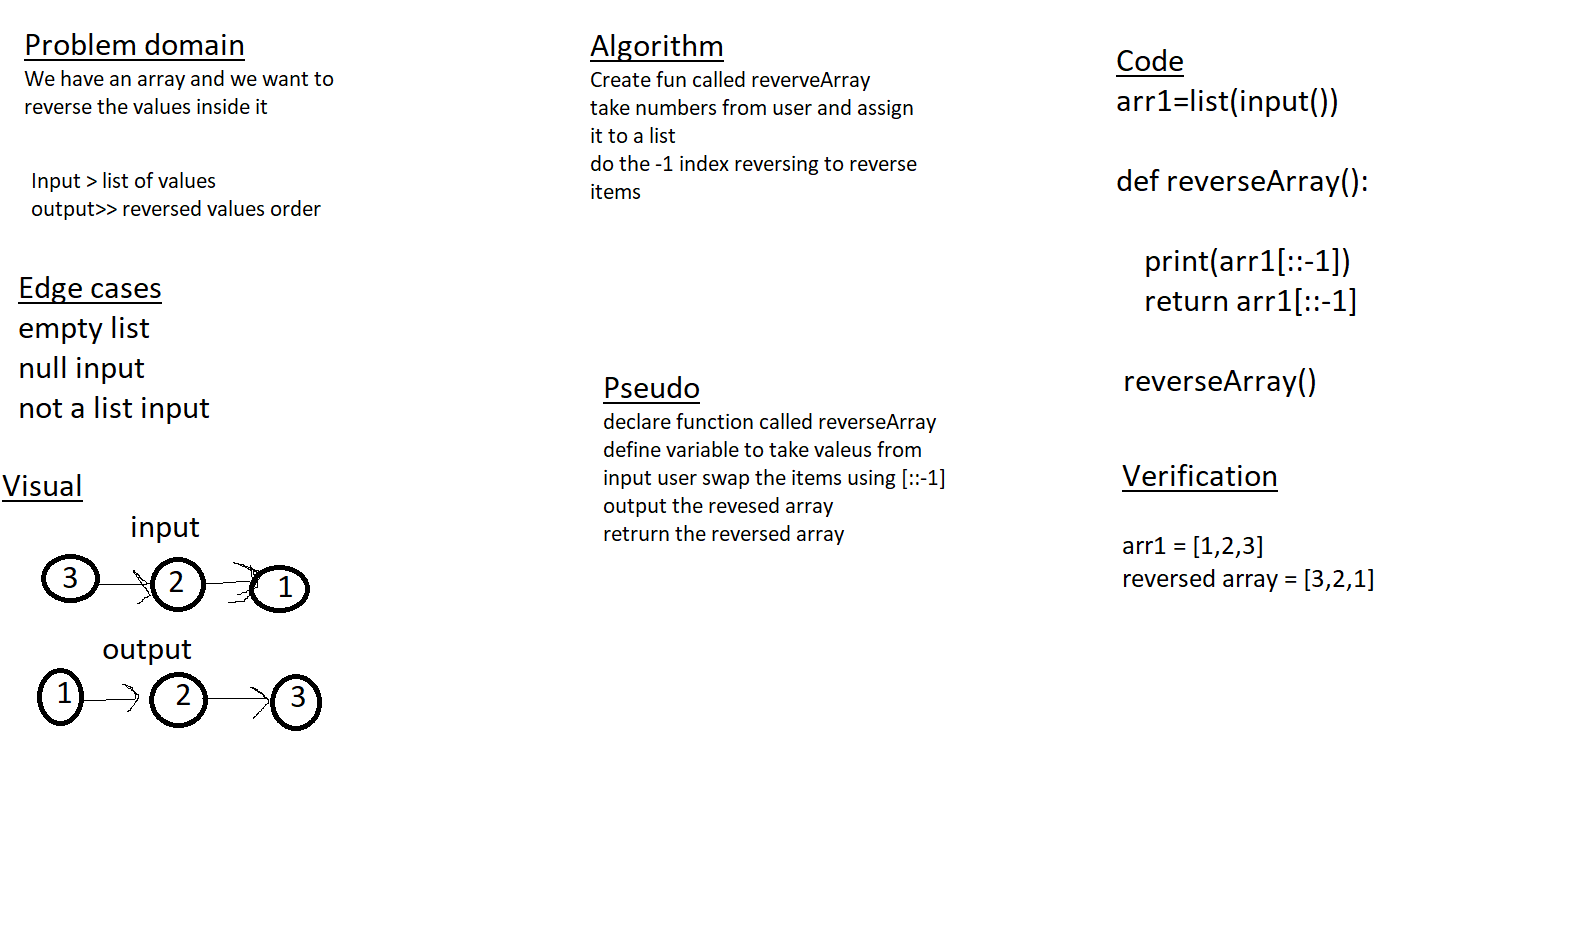 Problem domain
We have an array and we want to
reverse the values inside it
Input > list of values
output>> reversed values order
Edge cases
empty list
null input
not a list input
Visual
input
3 2 1
output
1 2 3
Algorithm
Create fun called reverveArray
take numbers from user and assign
it to a list
do the -1 index reversing to reverse
items
Pseudo
declare function called reverseArray
define variable to take valeus from
input user swap the items using [::-1]
output the revesed array
retrurn the reversed array
Code
arr1=list(input())
def reverseArray():
print(arr1[::-1])
return arr1[::-1]
reverseArray()
Verification
arr1 = [1,2,3]
reversed array = [3,2,1]